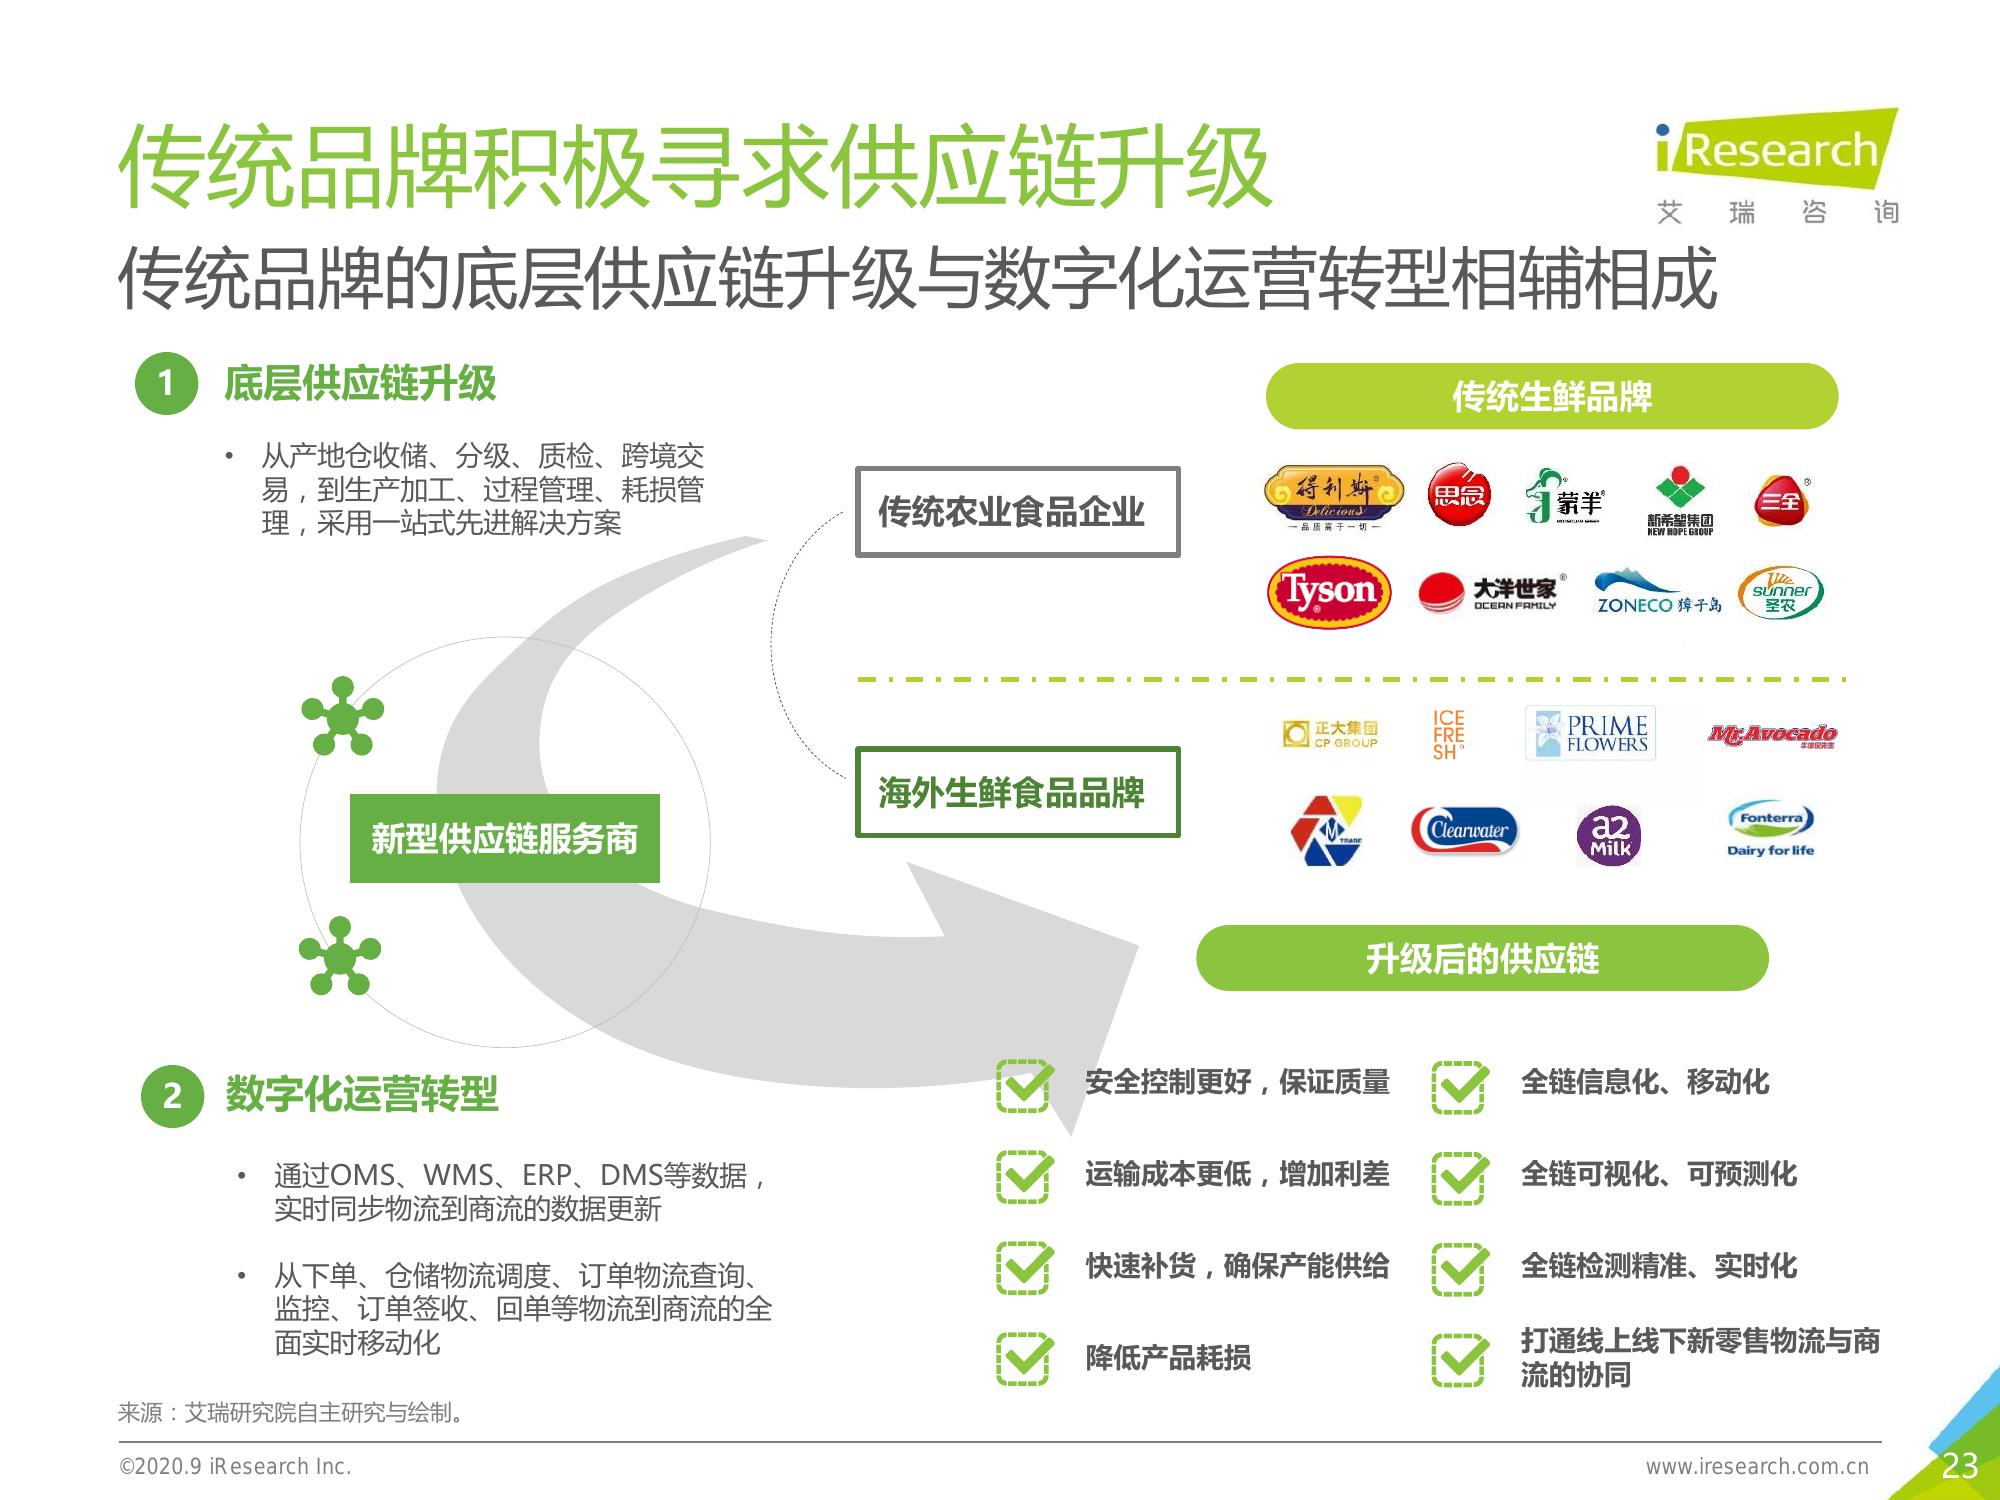 传统品牌积极寻求供应链升级
iResearch
艾瑞咨询
传统品牌的底层供应链升级与数字化运营转型相辅相成
1 底层供应链升级
• 从产地仓收储、分级、质检、跨境交
易，到生产加工、过程管理、耗损管
理，采用一站式先进解决方案
新型供应链服务商
2 数字化运营转型
• 通过OMS、WMS、ERP、DMS等数据，
实时同步物流到商流的数据更新
• 从下单、仓储物流调度、订单物流查询、
监控、订单签收、回单等物流到商流的全
面实时移动化
传统农业食品企业
海外生鲜食品品牌
传统生鲜品牌
得利斯®
Delicious
品质高于一切
思念
蒙羊®
新希望集团
NEW HOPE GROUP
三全®
Tyson®
大洋世家®
OCEAN FAMILY
ZONECO 獐子岛
sunner
圣农
正大集团
CP GROUP
ICE
FRE
SH
PRIME
FLOWERS
Mr.Avocado
M
TRADE
Clearwater
a2
Milk
Fonterra
Dairy for life
升级后的供应链
安全控制更好，保证质量
运输成本更低，增加利差
快速补货，确保产能供给
降低产品耗损
全链信息化、移动化
全链可视化、可预测化
全链检测精准、实时化
打通线上线下新零售物流与商
流的协同
来源：艾瑞研究院自主研究与绘制。
©2020.9 iResearch Inc.
www.iresearch.com.cn
23